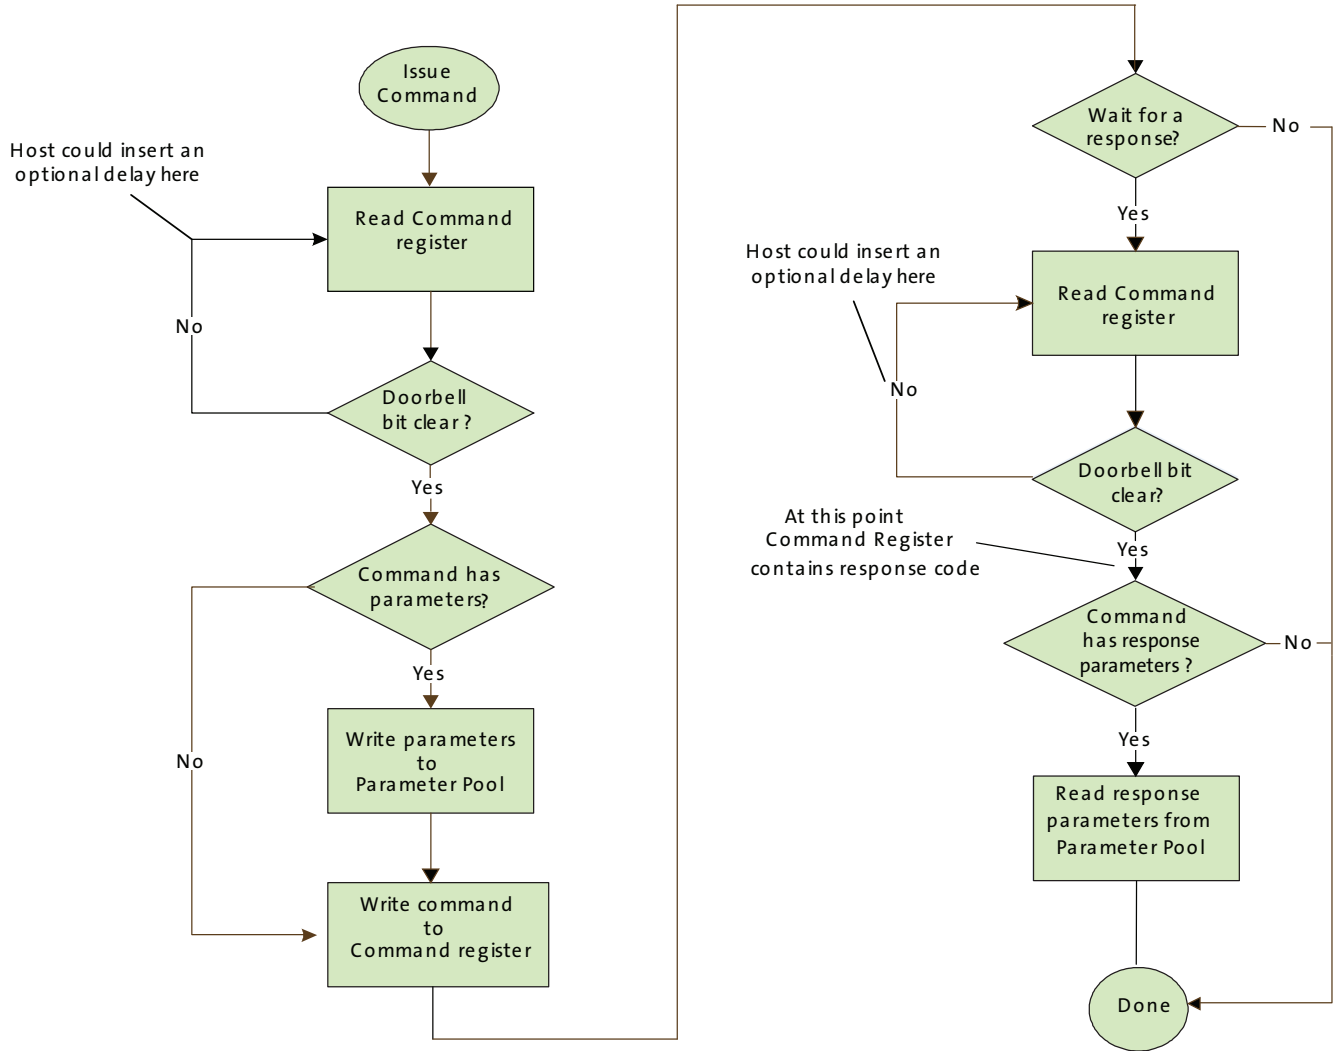 Issue
Command
Host could insert an
optional delay here
Read Command
register
No
Doorbell
bit clear ?
Yes
Command has
parameters?
Yes
No
Write parameters
to
Parameter Pool
Write command
to
Command register
Wait for a
response?
No
Yes
Host could insert an
optional delay here
Read Command
register
No
Doorbell bit
clear?
At this point
Command Register
contains response code
Yes
Command
has response
parameters ?
No
Yes
Read response
parameters from
Parameter Pool
Done